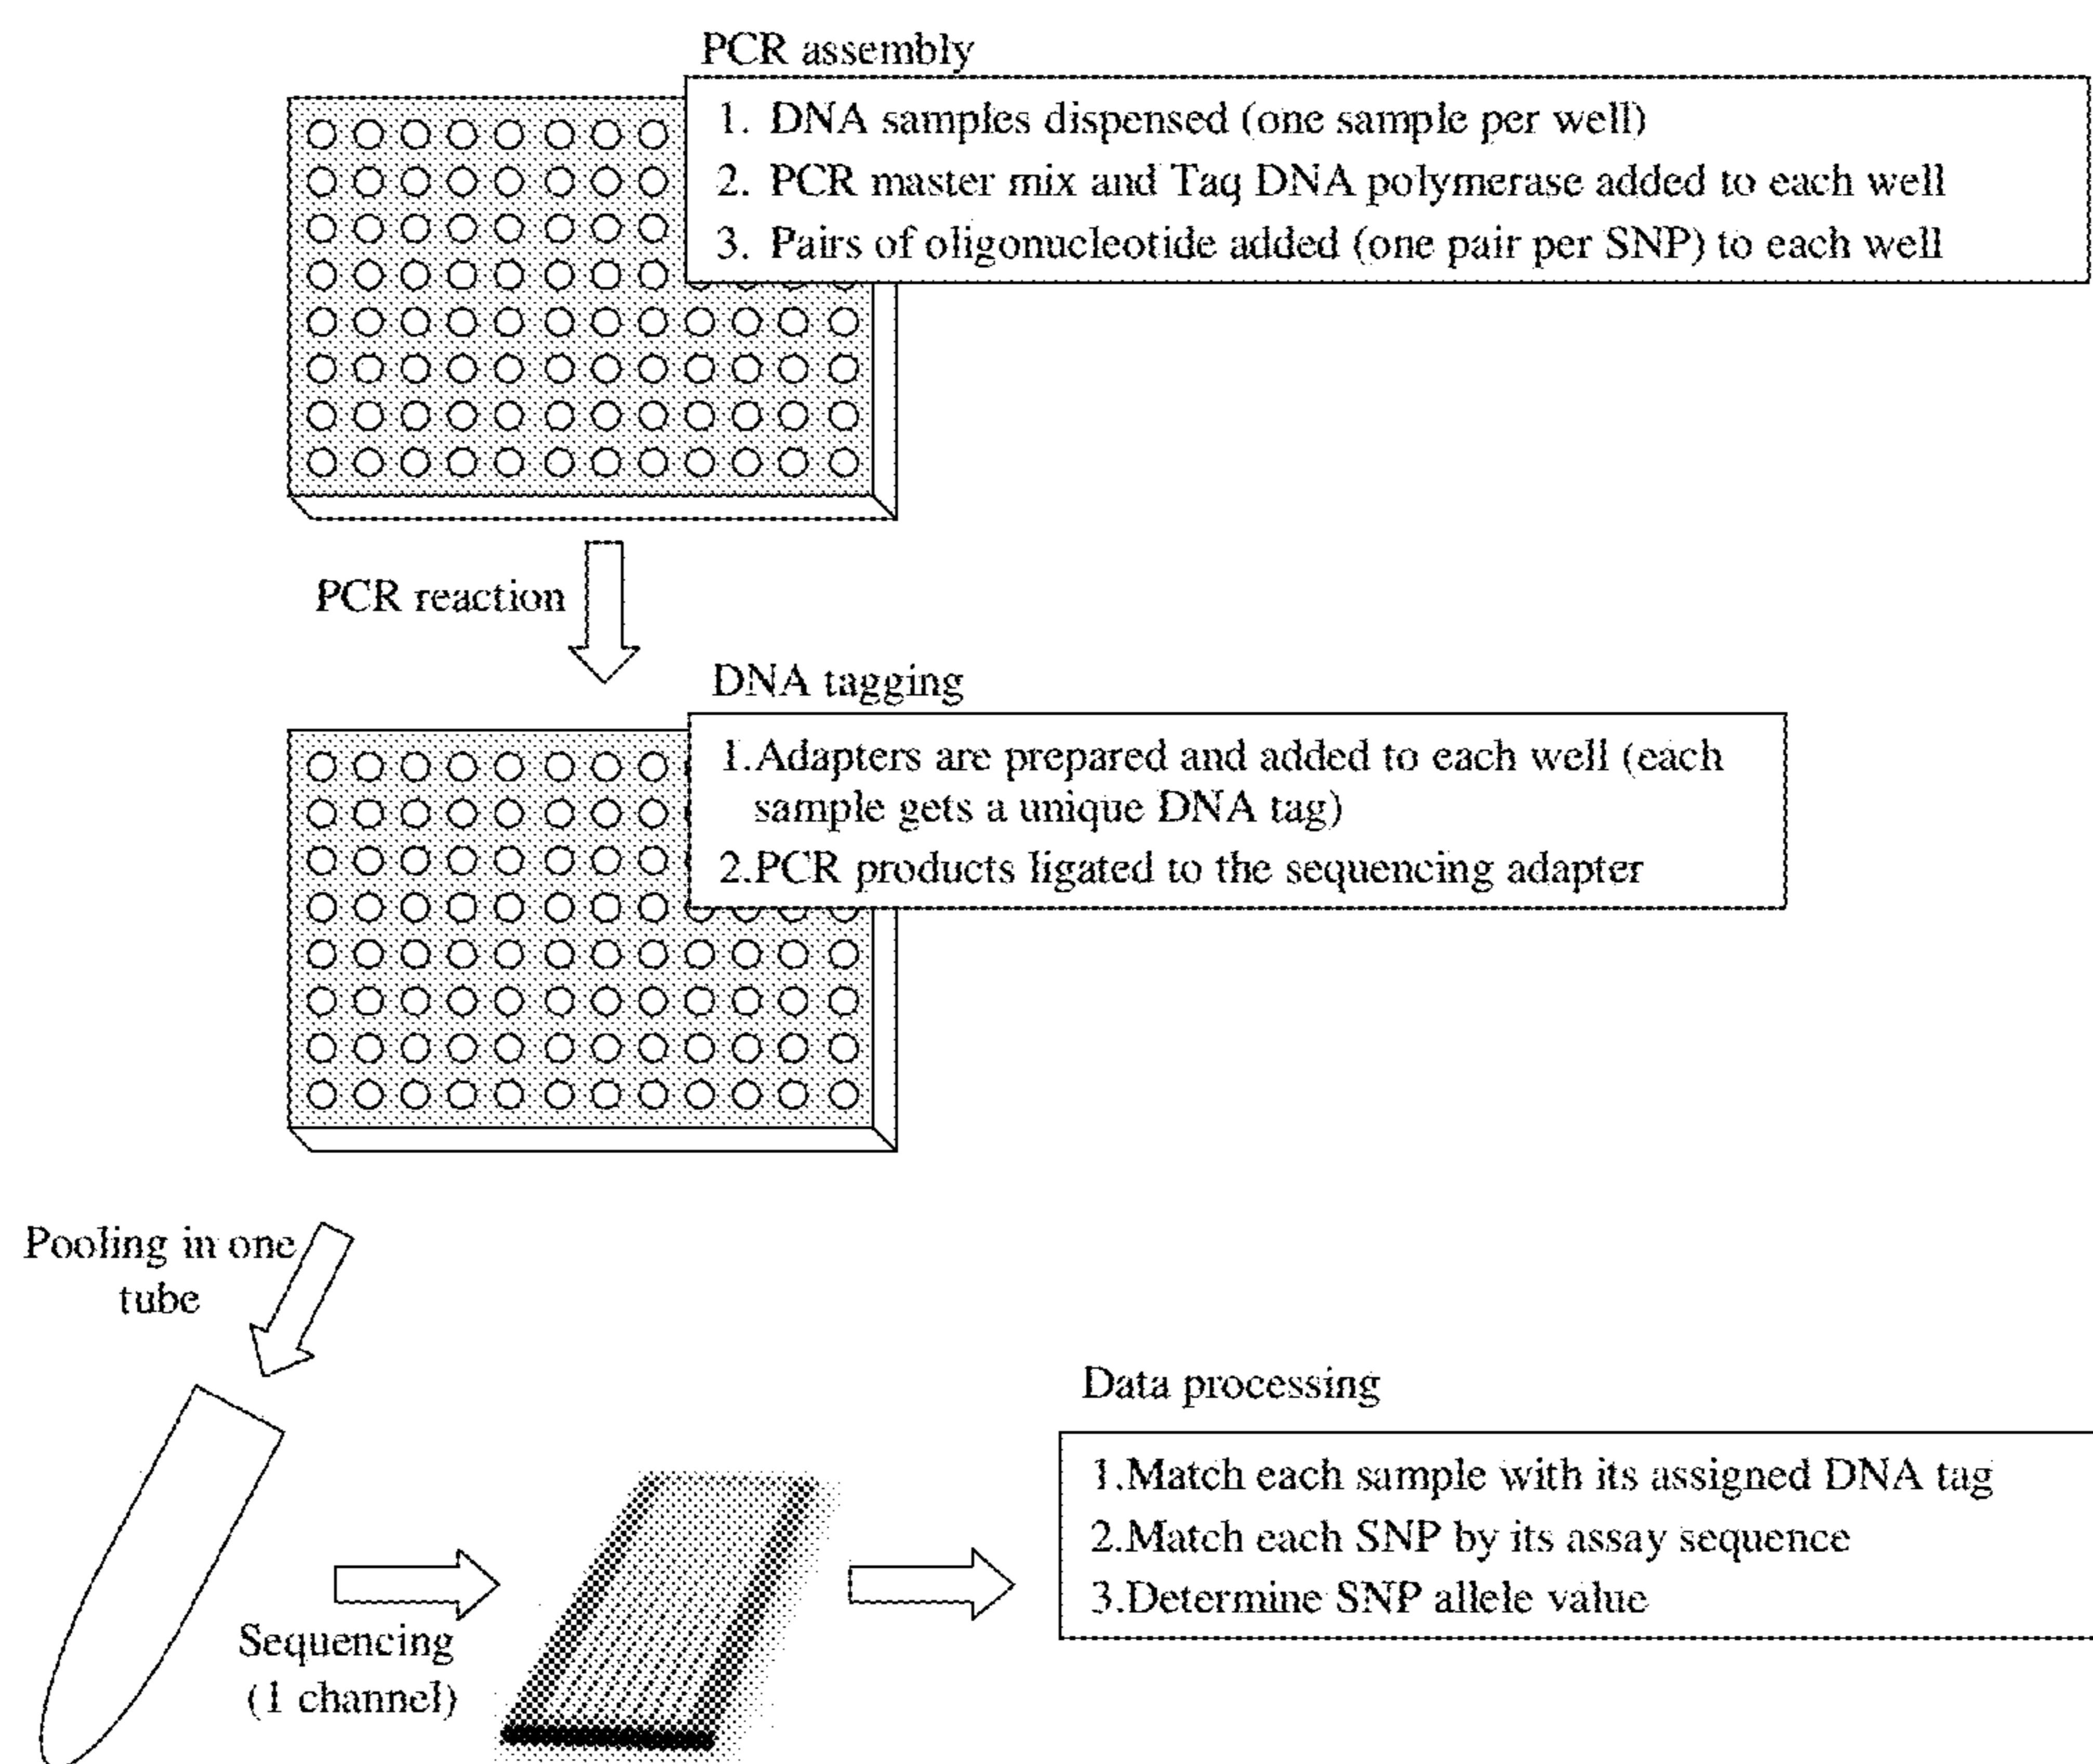 PCR assembly
1. DNA samples dispensed (one sample per well)
2. PCR master mix and Taq DNA polymerase added to each well
3. Pairs of oligonucleotide added (one pair per SNP) to each well
PCR reaction
DNA tagging
1.Adapters are prepared and added to each well (each
sample gets a unique DNA tag)
2.PCR products ligated to the sequencing adapter
Pooling in one
tube
Sequencing
(1 channel)
Data processing
1.Match each sample with its assigned DNA tag
2.Match each SNP by its assay sequence
3.Determine SNP allele value